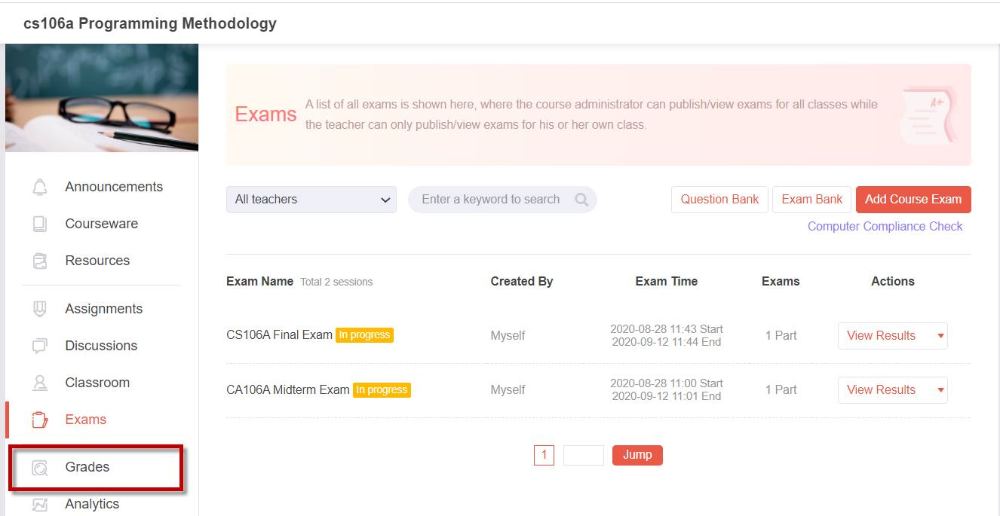 cs106a Programming Methodology
Announcements
Courseware
Resources
Assignments
Discussions
Classroom
Exams
Grades
Analytics
Exams
A list of all exams is shown here, where the course administrator can publish/view exams for all classes while
the teacher can only publish/view exams for his or her own class.
A+
All teachers
Enter a keyword to search
Question Bank
Exam Bank
Add Course Exam
Computer Compliance Check
Exam Name Total 2 sessions Created By Exam Time Exams Actions
CS106A Final Exam In progress Myself 2020-08-28 11:43 Start 1 Part View Results
2020-09-12 11:44 End
CA106A Midterm Exam In progress Myself 2020-08-28 11:00 Start 1 Part View Results
2020-09-12 11:01 End
1 Jump